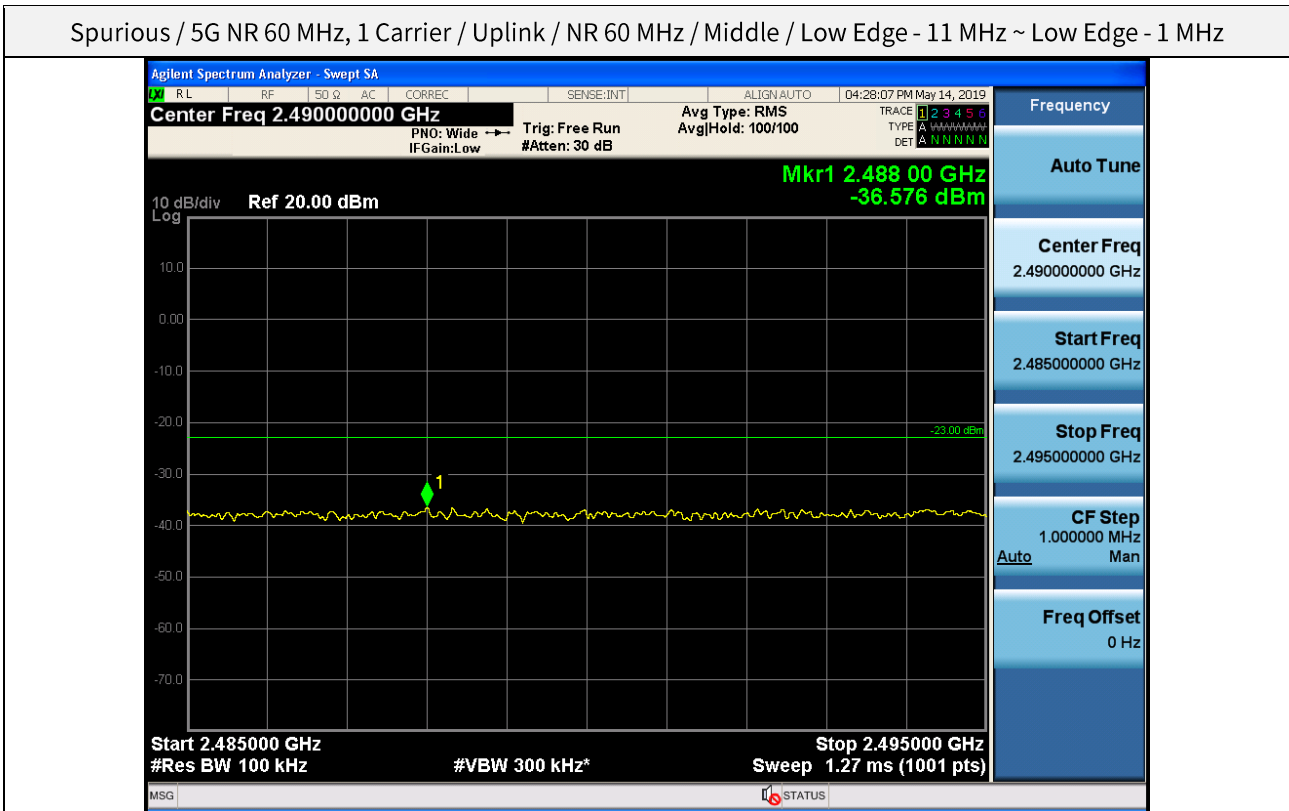 Spurious / 5G NR 60 MHz, 1 Carrier / Uplink / NR 60 MHz / Middle / Low Edge - 11 MHz ~ Low Edge - 1 MHz
Agilent Spectrum Analyzer - Swept SA
LXI RL RF 50 Ω AC CORREC SENSE:INT ALIGN AUTO 04:28:07 PM May 14, 2019
Center Freq 2.490000000 GHz
PNO: Wide
IFGain:Low
Trig: Free Run
#Atten: 30 dB
Avg Type: RMS
Avg|Hold: 100/100
TRACE 1 2 3 4 5 6
TYPE A WWWWW
DET A N N N N N
Mkr1 2.488 00 GHz
-36.576 dBm
10 dB/div Ref 20.00 dBm
Log
10.0
0.00
-10.0
-20.0
-23.00 dBm
-30.0
1
-40.0
-50.0
-60.0
-70.0
Start 2.485000 GHz Stop 2.495000 GHz
#Res BW 100 kHz #VBW 300 kHz* Sweep 1.27 ms (1001 pts)
MSG STATUS
Frequency
Auto Tune
Center Freq
2.490000000 GHz
Start Freq
2.485000000 GHz
Stop Freq
2.495000000 GHz
CF Step
1.000000 MHz
Auto Man
Freq Offset
0 Hz